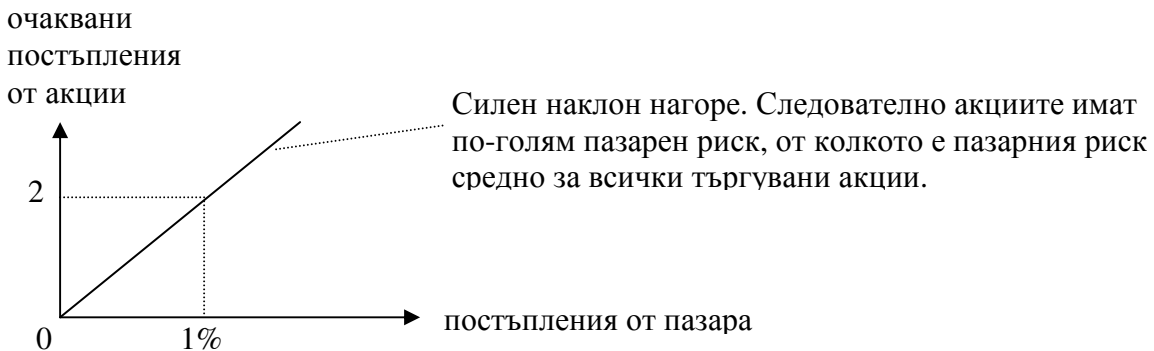 очаквани
постъпления
от акции
Силен наклон нагоре. Следователно акциите имат
по-голям пазарен риск, от колкото е пазарния риск
средно за всички търгувани акции.
2
0
1%
постъпления от пазара